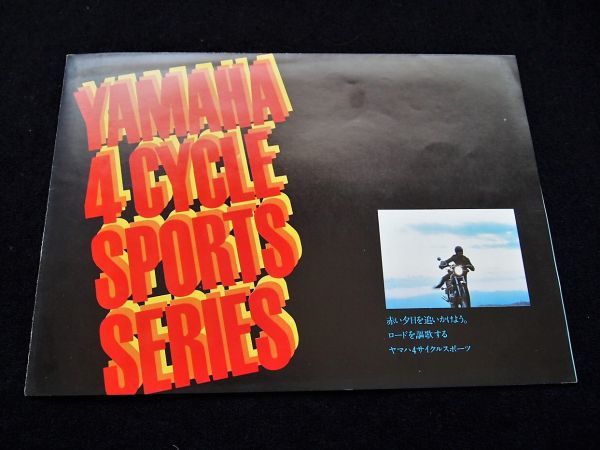 YAMAHA
4 CYCLE
SPORTS
SERIES
赤い夕日を追いかけよう。
ロードを謳歌する
ヤマハ4サイクルスポーツ